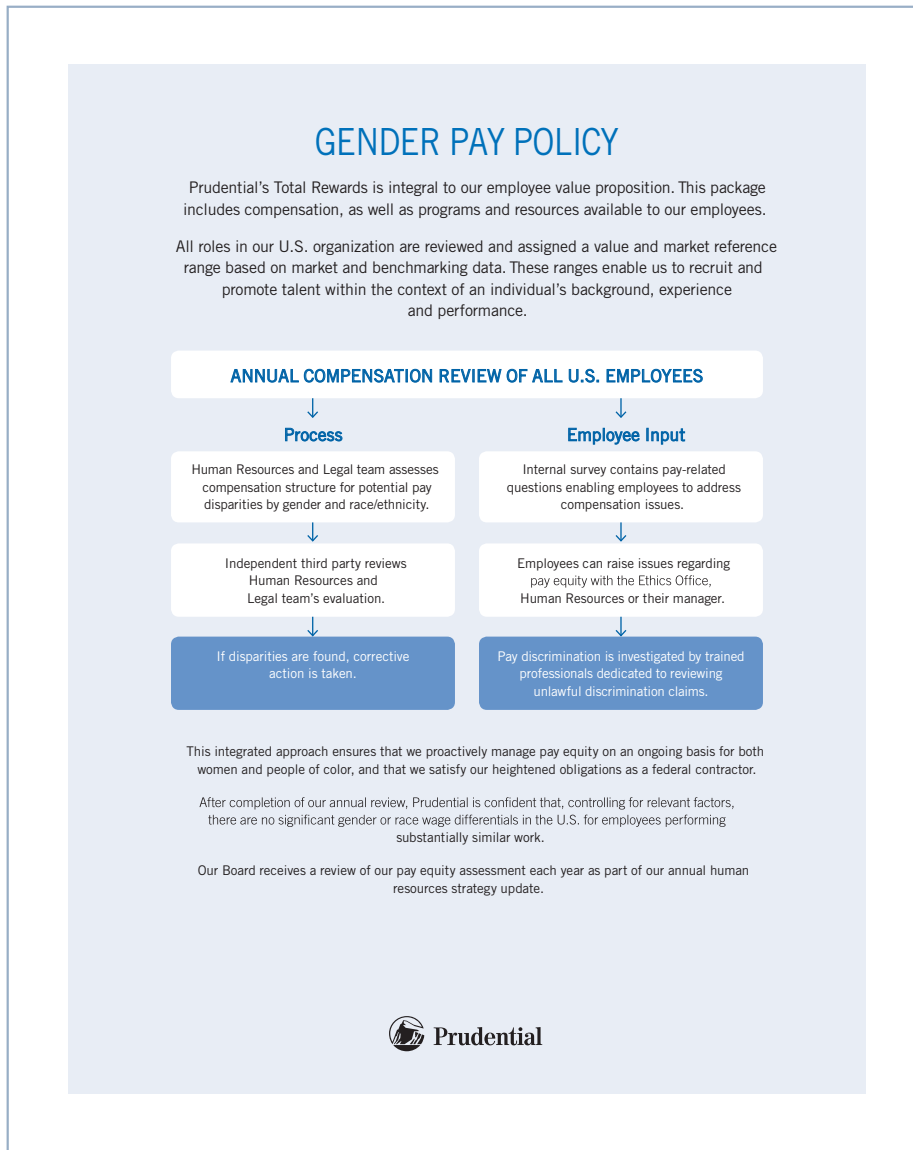 GENDER PAY POLICY
Prudential’s Total Rewards is integral to our employee value proposition. This package
includes compensation, as well as programs and resources available to our employees.
All roles in our U.S. organization are reviewed and assigned a value and market reference
range based on market and benchmarking data. These ranges enable us to recruit and
promote talent within the context of an individual’s background, experience
and performance.
ANNUAL COMPENSATION REVIEW OF ALL U.S. EMPLOYEES
Process
Human Resources and Legal team assesses
compensation structure for potential pay
disparities by gender and race/ethnicity.
Independent third party reviews
Human Resources and
Legal team’s evaluation.
If disparities are found, corrective
action is taken.
Employee Input
Internal survey contains pay-related
questions enabling employees to address
compensation issues.
Employees can raise issues regarding
pay equity with the Ethics Office,
Human Resources or their manager.
Pay discrimination is investigated by trained
professionals dedicated to reviewing
unlawful discrimination claims.
This integrated approach ensures that we proactively manage pay equity on an ongoing basis for both
women and people of color, and that we satisfy our heightened obligations as a federal contractor.
After completion of our annual review, Prudential is confident that, controlling for relevant factors,
there are no significant gender or race wage differentials in the U.S. for employees performing
substantially similar work.
Our Board receives a review of our pay equity assessment each year as part of our annual human
resources strategy update.
Prudential